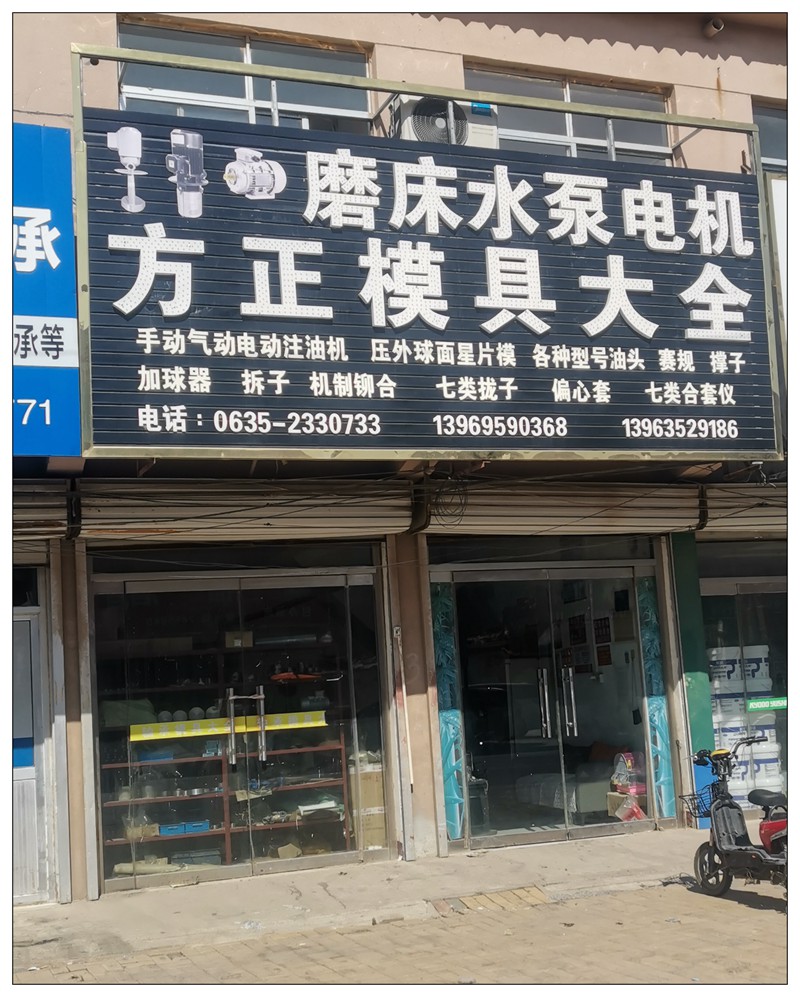 磨床水泵电机
方正模具大全
手动气动电动注油机 压外球面星片模 各种型号油头 赛规 撑子
加球器 拆子 机制铆合 七类拔子 偏心套 七类合套仪
电话：0635-2330733 13969590368 13963529186
承
承等
771